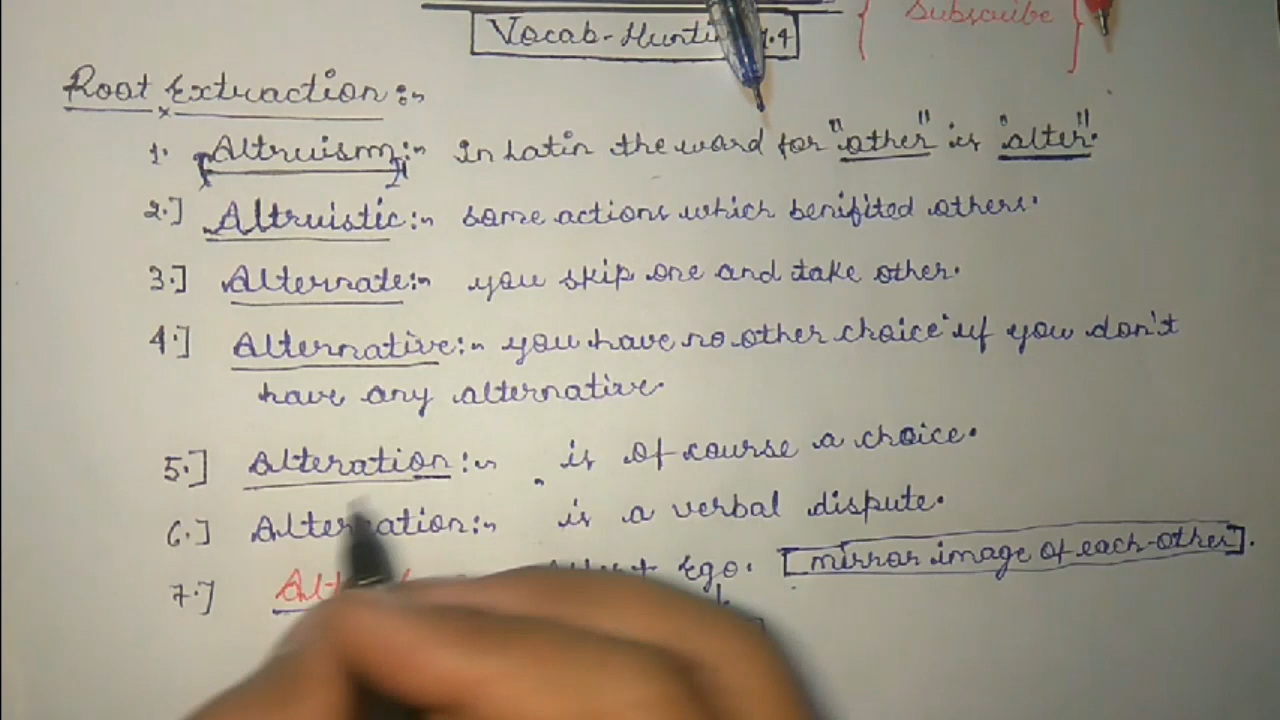 Subscribe
Vocab-Hunting.4
Root Extraction:-
1. Altruism:- In Latin the word for "other" is "alter".
2.] Altruistic:- some actions which benifited others.
3.] Alternate:- you skip one and take other.
4.] Alternative:- you have no other choice if you don't
have any alternative.
5.] Alteration:- is of course a choice.
6.] is a verbal dispute.
7.] Ego. [mirror image of each-other].